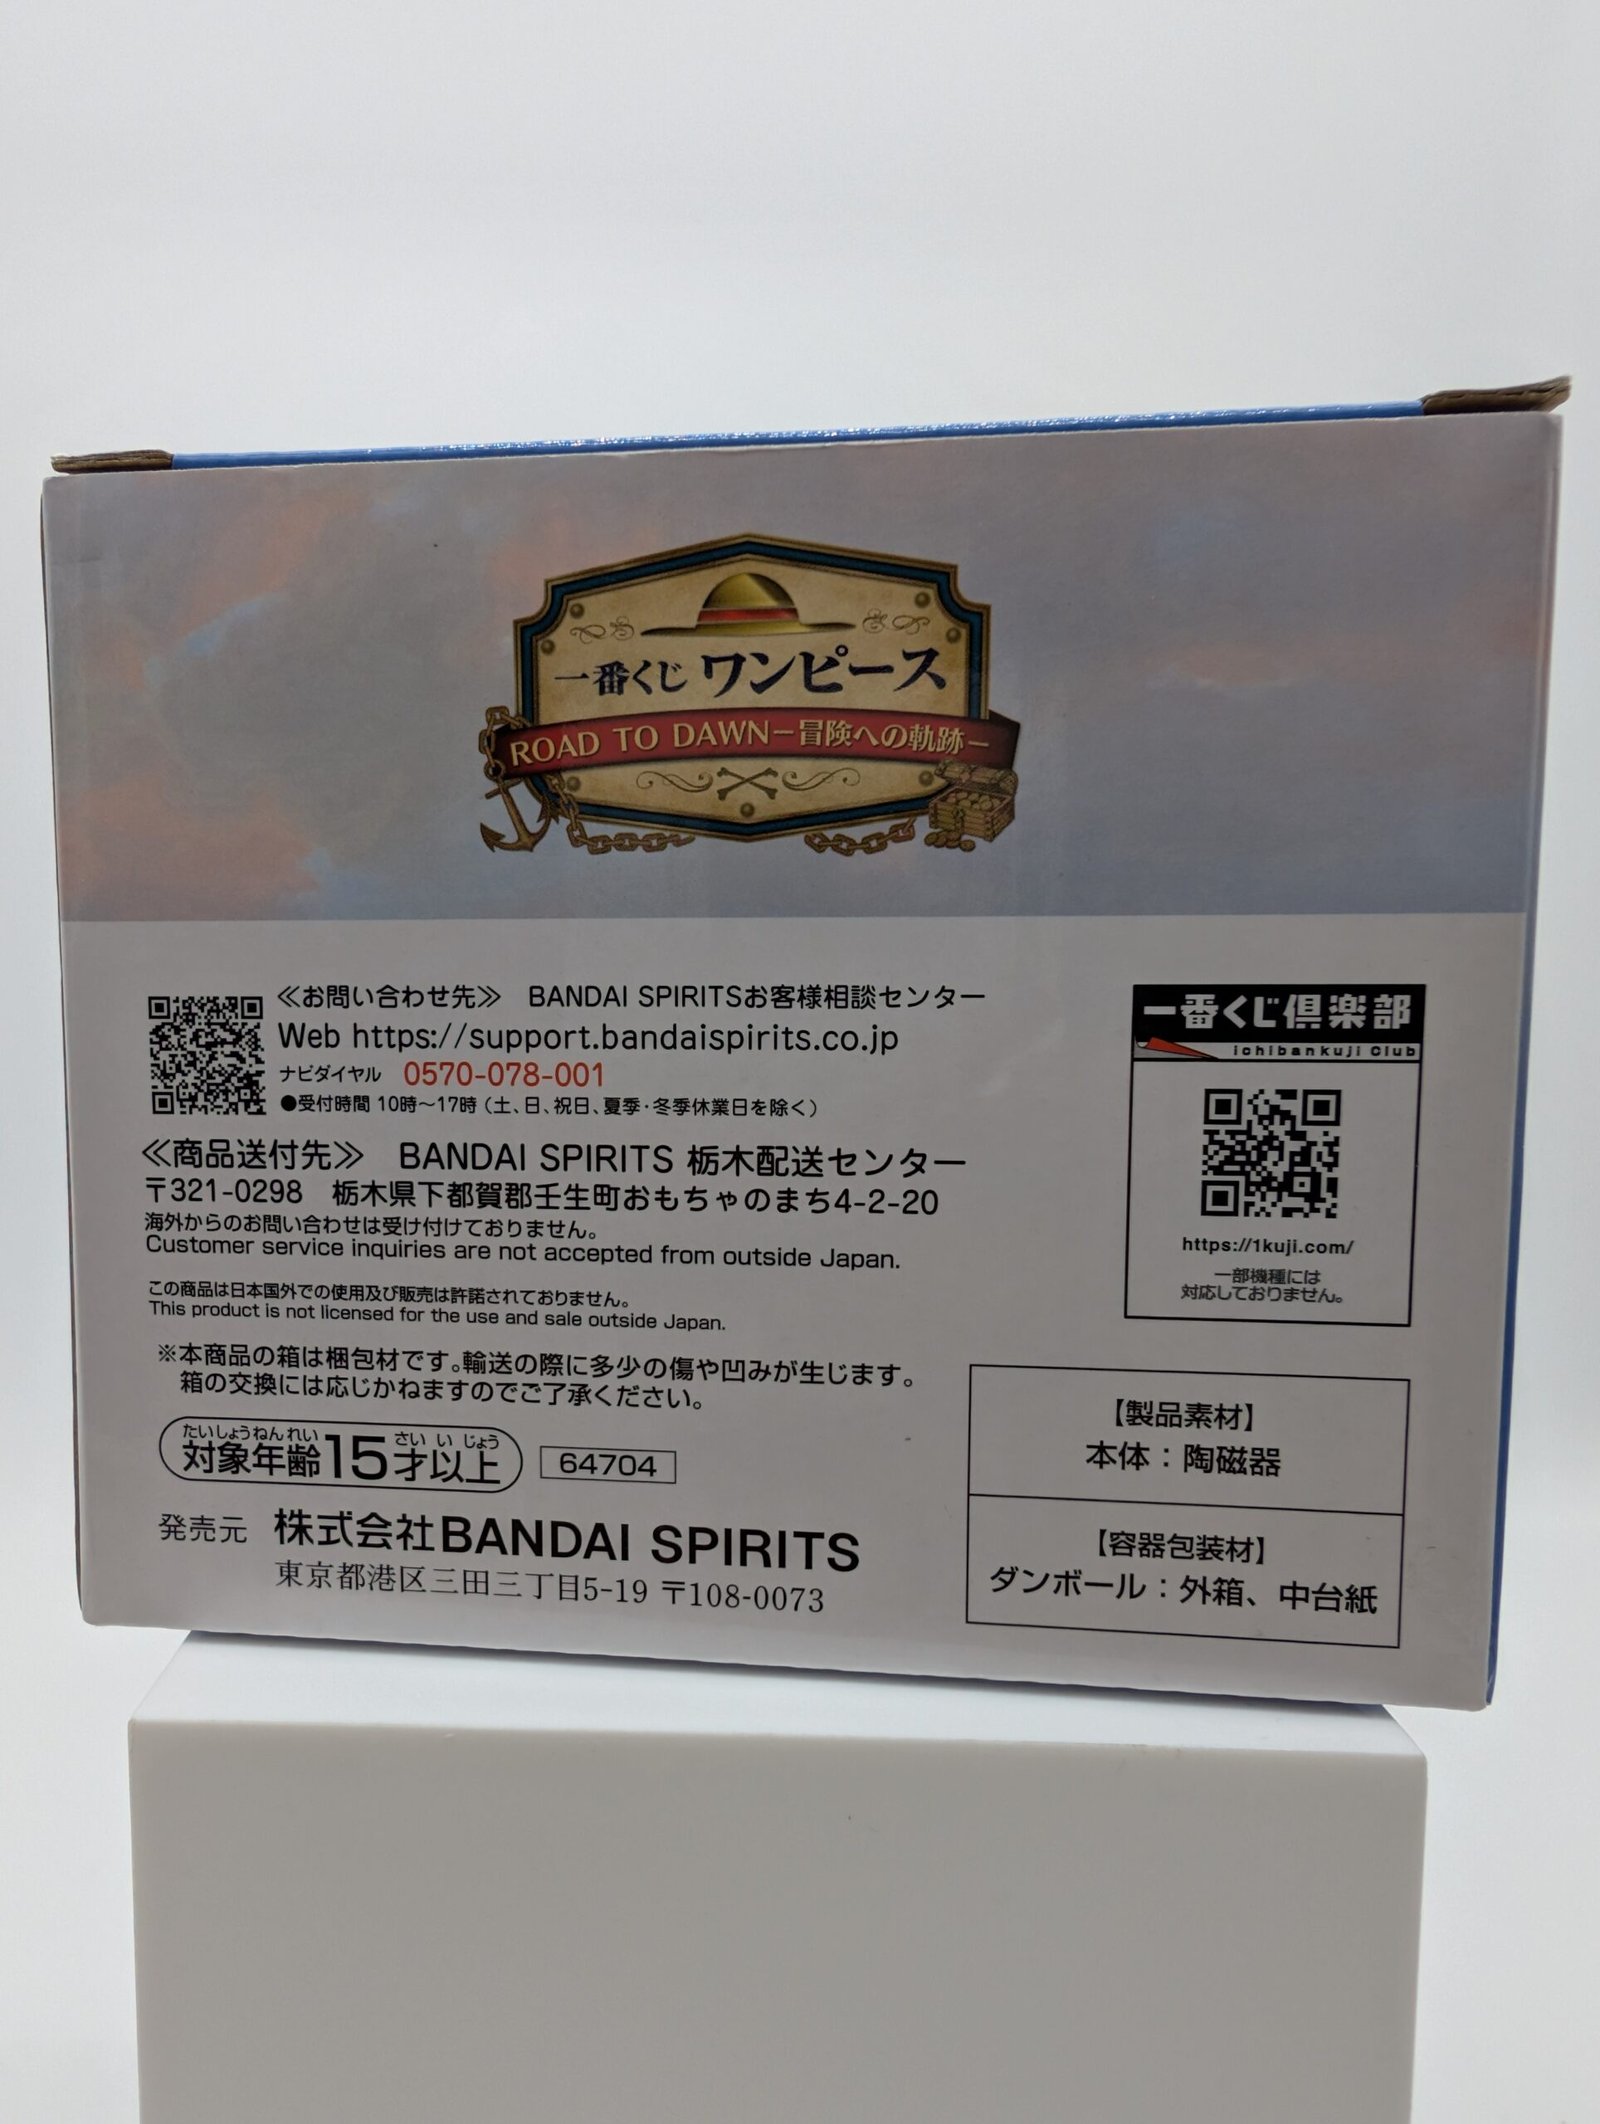 一番くじ ワンピース
ROAD TO DAWN－冒険への軌跡－
≪お問い合わせ先≫ BANDAI SPIRITSお客様相談センター
Web https://support.bandaispirits.co.jp
ナビダイヤル 0570-078-001
●受付時間 10時～17時（土、日、祝日、夏季・冬季休業日を除く）
≪商品送付先≫ BANDAI SPIRITS 栃木配送センター
〒321-0298 栃木県下都賀郡壬生町おもちゃのまち4-2-20
海外からのお問い合わせは受け付けておりません。
Customer service inquiries are not accepted from outside Japan.
この商品は日本国外での使用及び販売は許諾されておりません。
This product is not licensed for the use and sale outside Japan.
※本商品の箱は梱包材です。輸送の際に多少の傷や凹みが生じます。
箱の交換には応じかねますのでご了承ください。
たいしょうねんれい さい い じょう
対象年齢15才以上
64704
発売元 株式会社BANDAI SPIRITS
東京都港区三田三丁目5-19 〒108-0073
一番くじ倶楽部
ichibankuji Club
https://1kuji.com/
一部機種には
対応しておりません。
【製品素材】
本体：陶磁器
【容器包装材】
ダンボール：外箱、中台紙